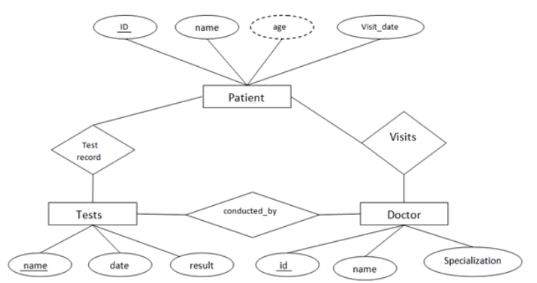 ID
name
age
Visit_date
Patient
Test
record
Visits
Tests
conducted_by
Doctor
name
date
result
id
name
Specialization